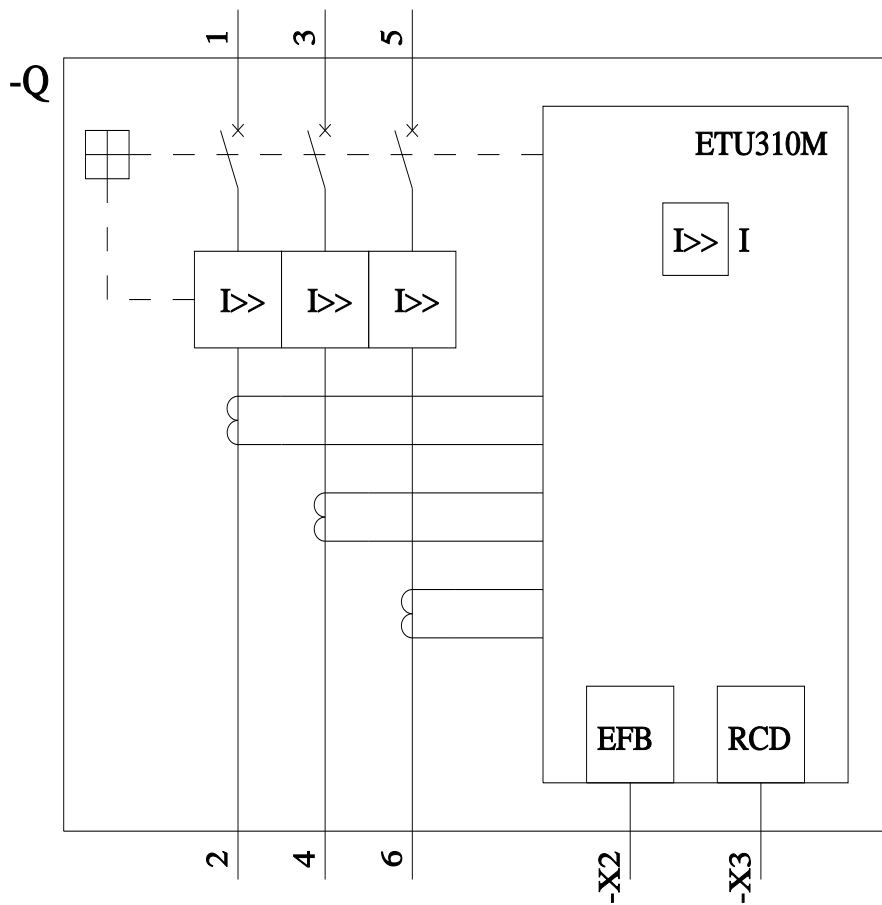 1 3 5
-Q
ETU310M
I>> I
I>> I>> I>>
EFB RCD
2 4 6 -X2 -X3